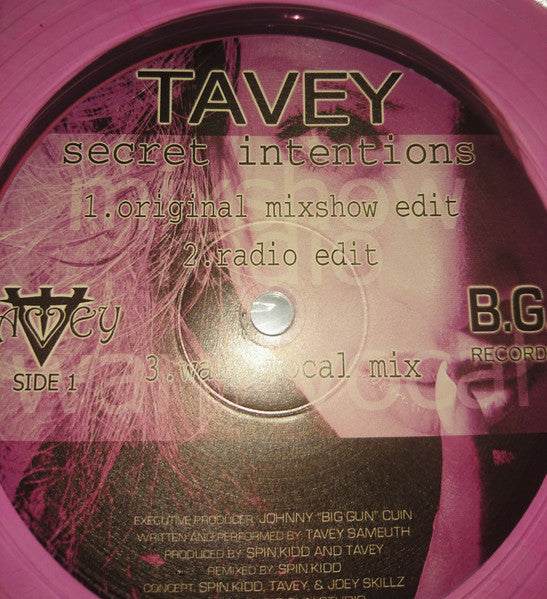 TAVEY
secret intentions
1.original mixshow edit
2.radio edit
Tavey
B.G
RECORD
SIDE 1
3.wa vocal mix
EXECUTIVE PRODUCER: JOHNNY "BIG GUN" CUIN
WRITTEN AND PERFORMED BY TAVEY SAMEUTH
PRODUCED BY SPIN.KIDD AND TAVEY
REMIXED BY: SPIN.KIDD
CONCEPT: SPIN.KIDD, TAVEY, & JOEY SKILLZ